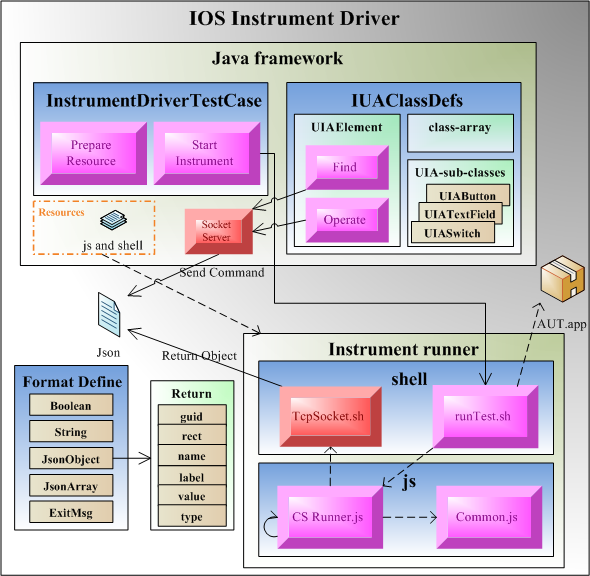 IOS Instrument Driver
Java framework
InstrumentDriverTestCase
Prepare
Resource
Start
Instrument
IUAClassDefs
UIAElement
Find
Operate
class-array
UIA-sub-classes
UIAButton
UIATextField
UIASwitch
Resources
js and shell
Socket
Server
Send Command
Json
Return Object
AUT.app
Instrument runner
shell
TcpSocket.sh
runTest.sh
js
CS Runner.js
Common.js
Format Define
Boolean
String
JsonObject
JsonArray
ExitMsg
Return
guid
rect
name
label
value
type